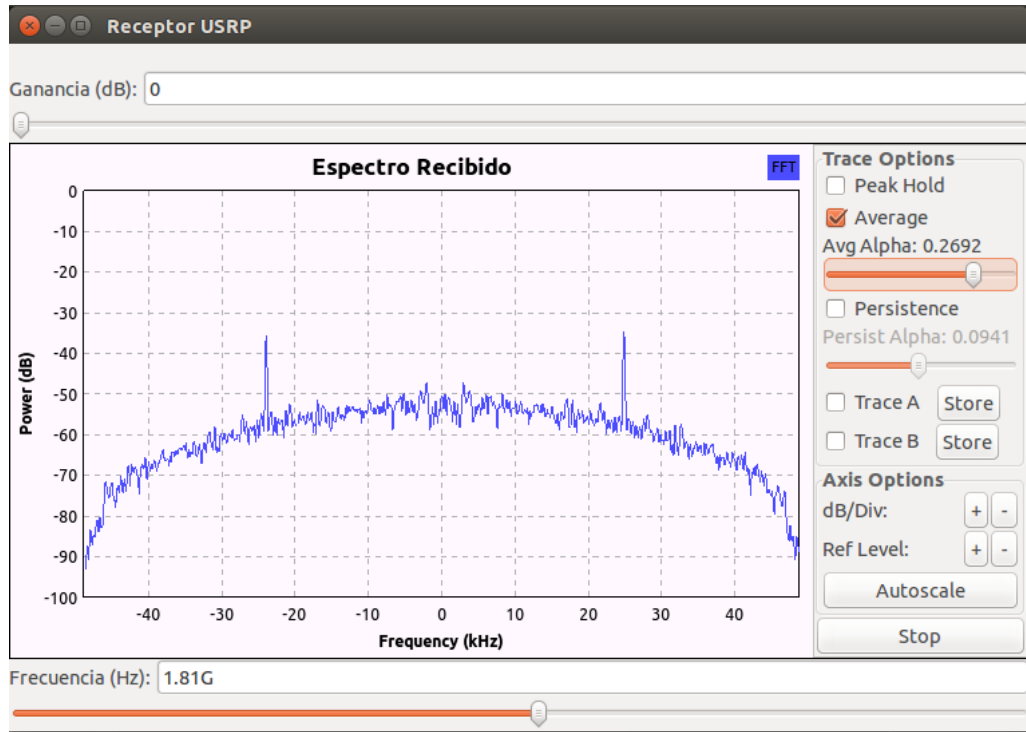 Receptor USRP
Ganancia (dB): 0
Espectro Recibido
FFT
Power (dB)
0
-10
-20
-30
-40
-50
-60
-70
-80
-90
-100
-40 -30 -20 -10 0 10 20 30 40
Frequency (kHz)
Trace Options
Peak Hold
Average
Avg Alpha: 0.2692
Persistence
Persist Alpha: 0.0941
Trace A Store
Trace B Store
Axis Options
dB/Div: + -
Ref Level: + -
Autoscale
Stop
Frecuencia (Hz): 1.81G